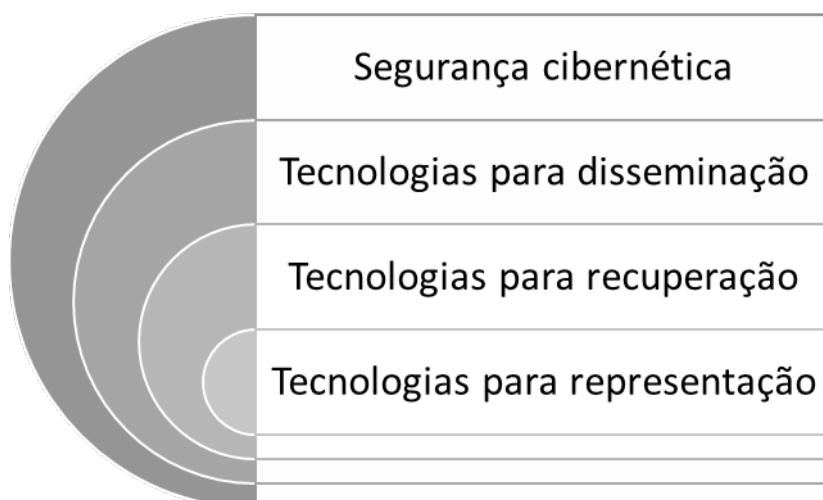 Segurança cibernética
Tecnologias para disseminação
Tecnologias para recuperação
Tecnologias para representação